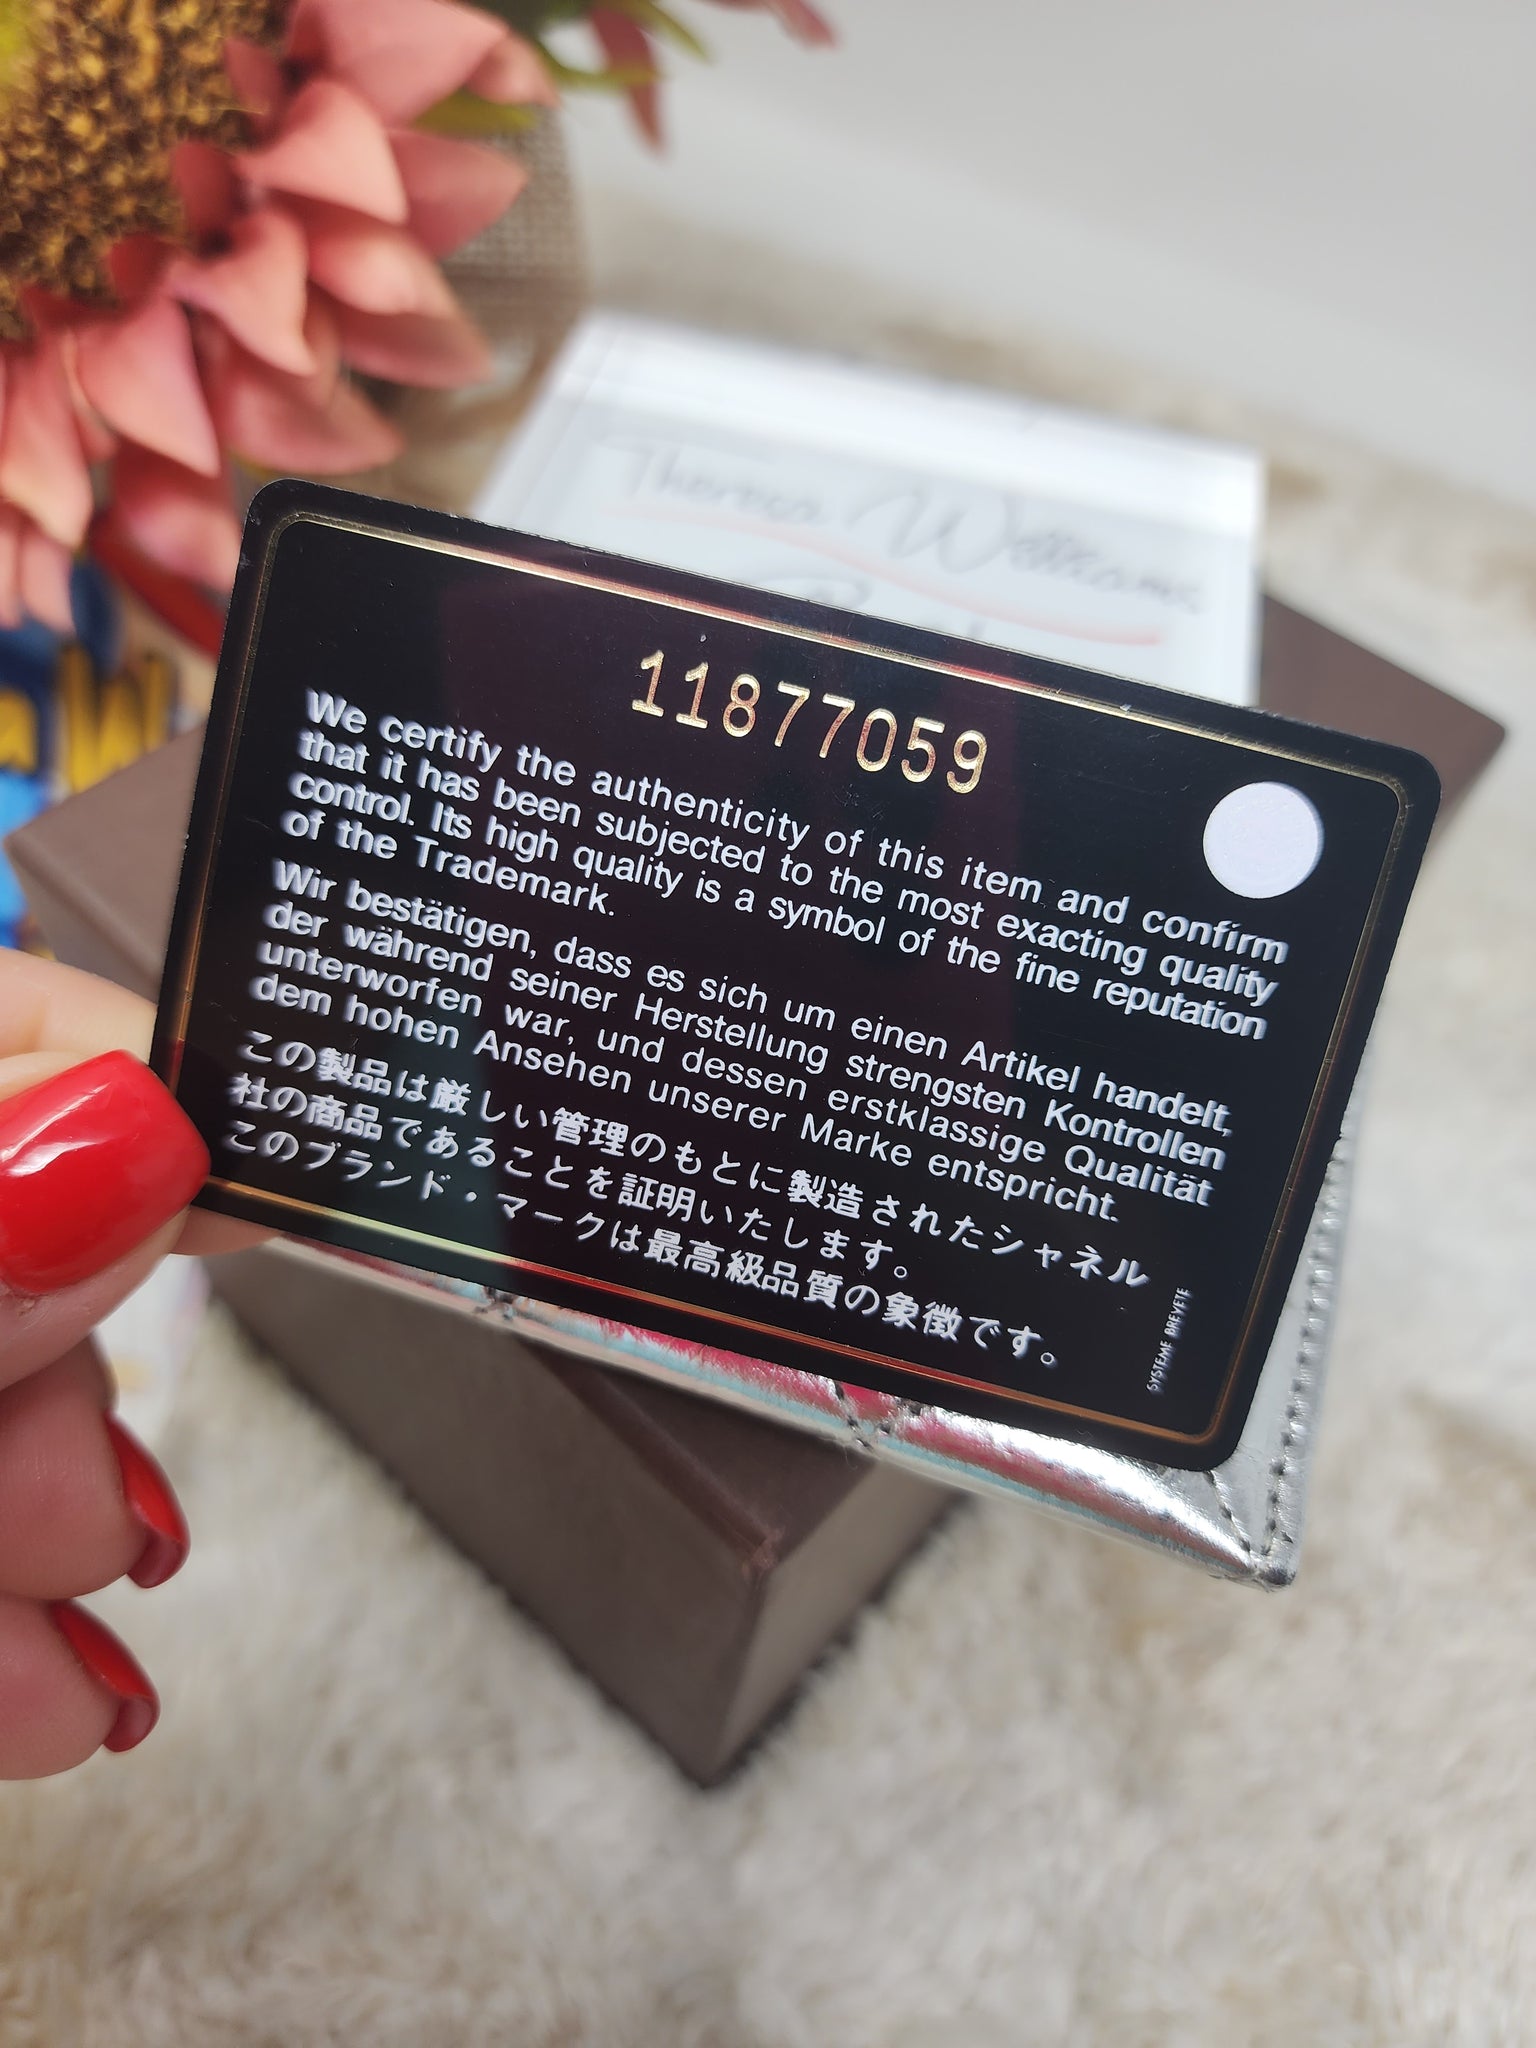 11877059
We certify the authenticity of this item and confirm
that it has been subjected to the most exacting quality
control. Its high quality is a symbol of the fine reputation
of the Trademark.
Wir bestätigen, dass es sich um einen Artikel handelt,
der während seiner Herstellung strengsten Kontrollen
unterworfen war, und dessen erstklassige Qualität
dem hohen Ansehen unserer Marke entspricht.
この製品は厳しい管理のもとに製造されたシャネル
社の商品であることを証明いたします。
このブランド・マークは最高級品質の象徴です。
SYSTEME BREVETE